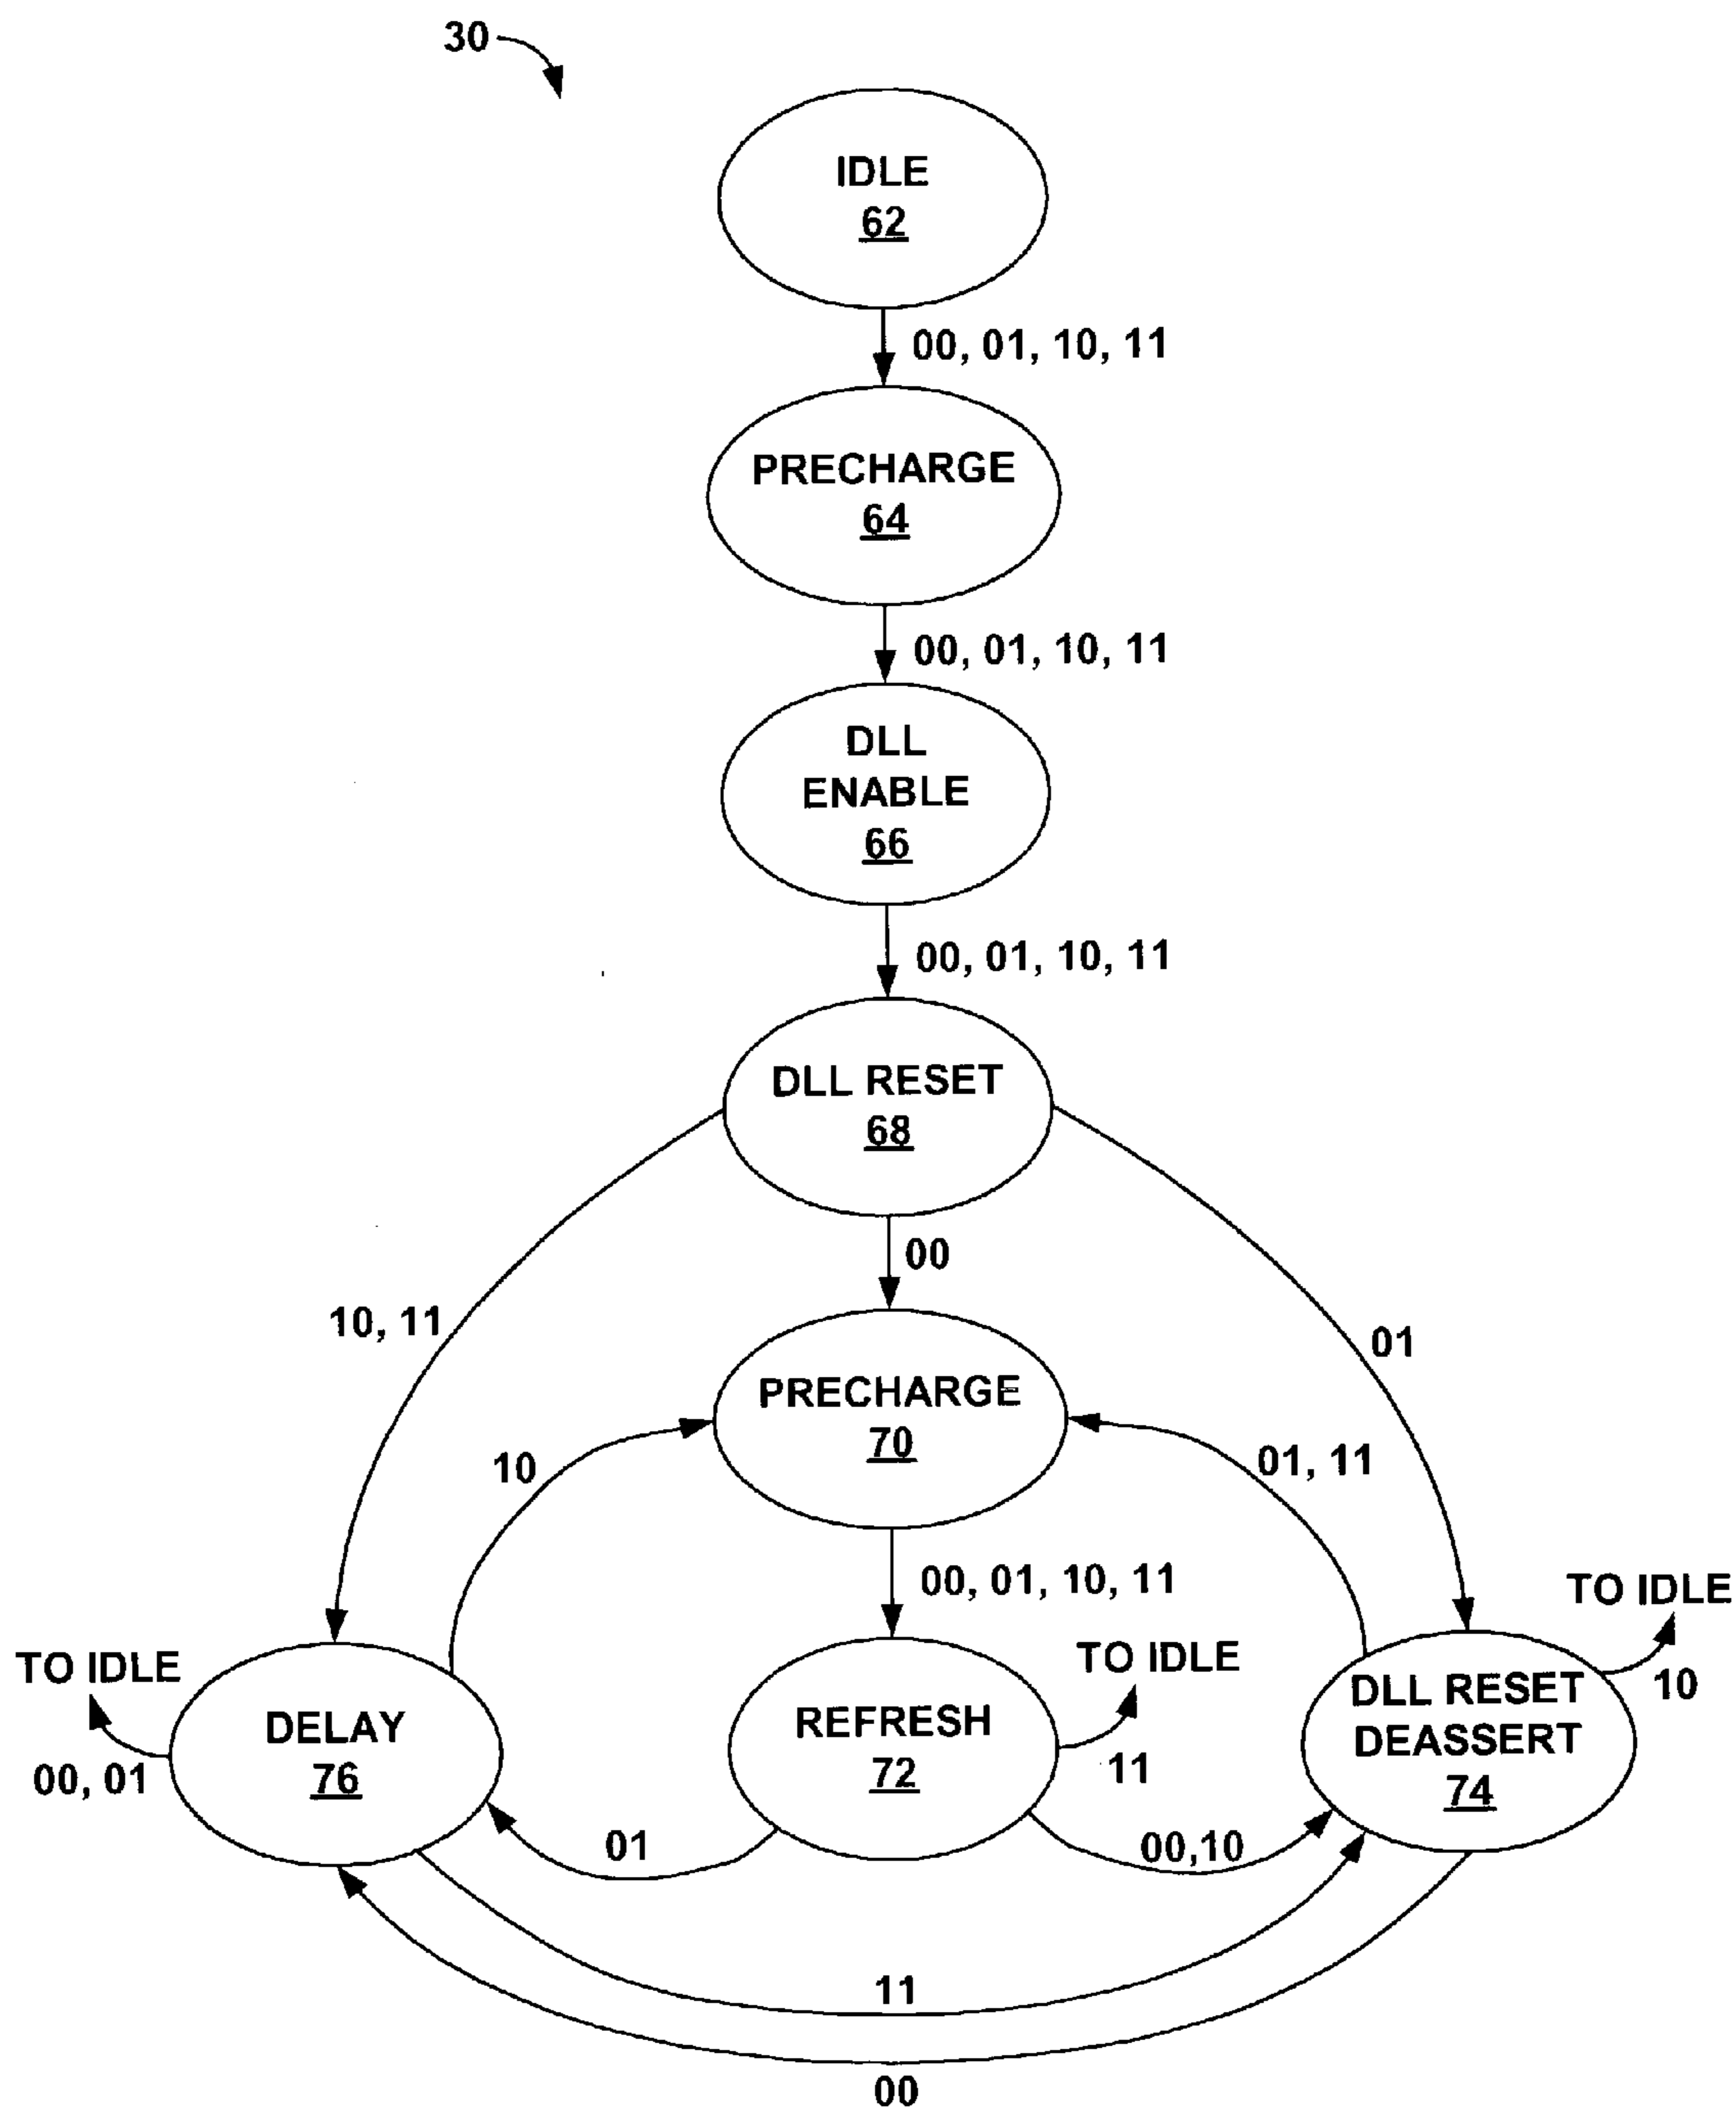 30
IDLE
62
00, 01, 10, 11
PRECHARGE
64
00, 01, 10, 11
DLL
ENABLE
66
00, 01, 10, 11
DLL RESET
68
00
10, 11
01
PRECHARGE
70
10
01, 11
00, 01, 10, 11
TO IDLE
TO IDLE
TO IDLE
10
DELAY
76
00, 01
REFRESH
72
11
DLL RESET
DEASSERT
74
01
00,10
11
00